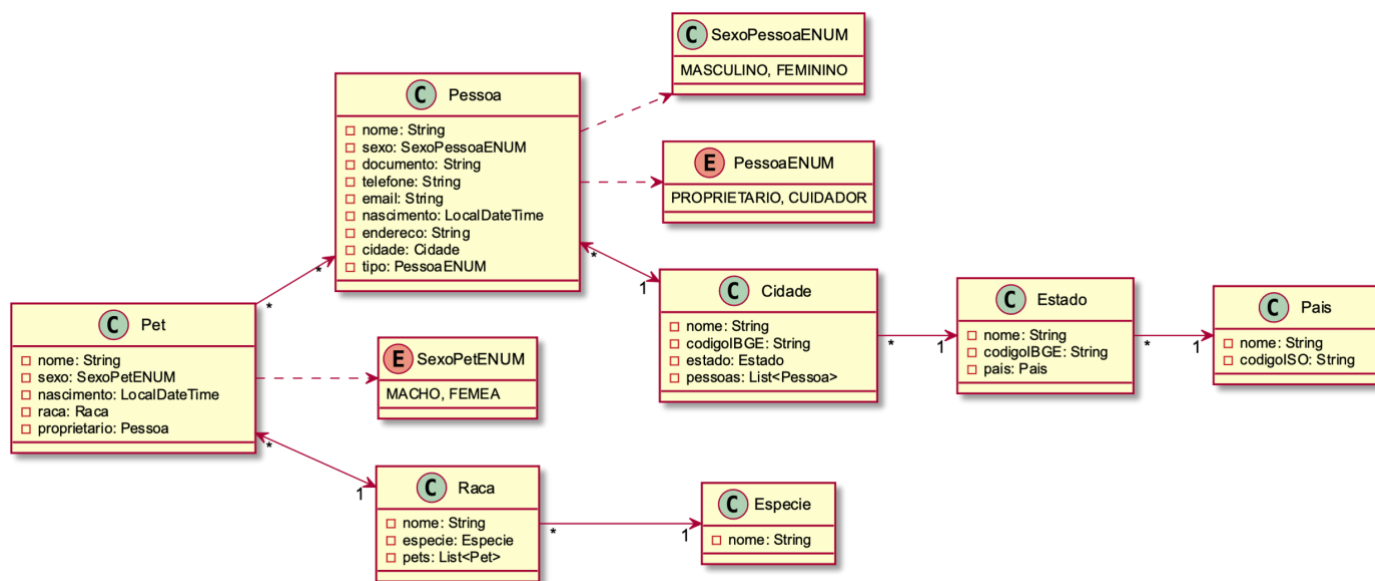 C SexoPessoaENUM
MASCULINO, FEMININO
C Pessoa
nome: String
sexo: SexoPessoaENUM
documento: String
telefone: String
email: String
nascimento: LocalDateTime
endereco: String
cidade: Cidade
tipo: PessoaENUM
E PessoaENUM
PROPRIETARIO, CUIDADOR
* *
* 1
C Cidade
nome: String
codigoIBGE: String
estado: Estado
pessoas: List<Pessoa>
* 1
C Estado
nome: String
codigoIBGE: String
pais: Pais
* 1
C Pais
nome: String
codigoISO: String
C Pet
nome: String
sexo: SexoPetENUM
nascimento: LocalDateTime
raca: Raca
proprietario: Pessoa
E SexoPetENUM
MACHO, FEMEA
* 1
C Raca
nome: String
especie: Especie
pets: List<Pet>
* 1
C Especie
nome: String